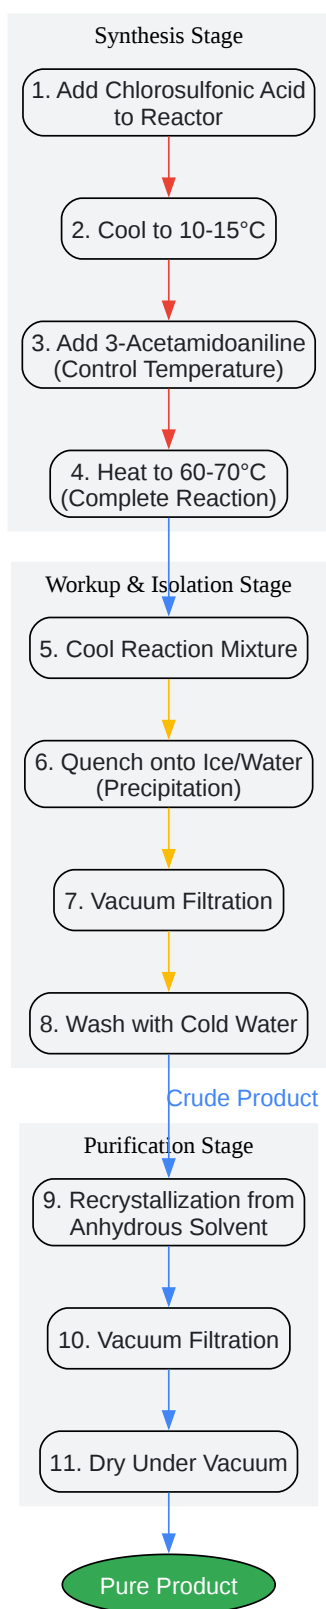 Synthesis Stage
1. Add Chlorosulfonic Acid
to Reactor
2. Cool to 10-15°C
3. Add 3-Acetamidoaniline
(Control Temperature)
4. Heat to 60-70°C
(Complete Reaction)
Workup & Isolation Stage
5. Cool Reaction Mixture
6. Quench onto Ice/Water
(Precipitation)
7. Vacuum Filtration
8. Wash with Cold Water
Crude Product
Purification Stage
9. Recrystallization from
Anhydrous Solvent
10. Vacuum Filtration
11. Dry Under Vacuum
Pure Product